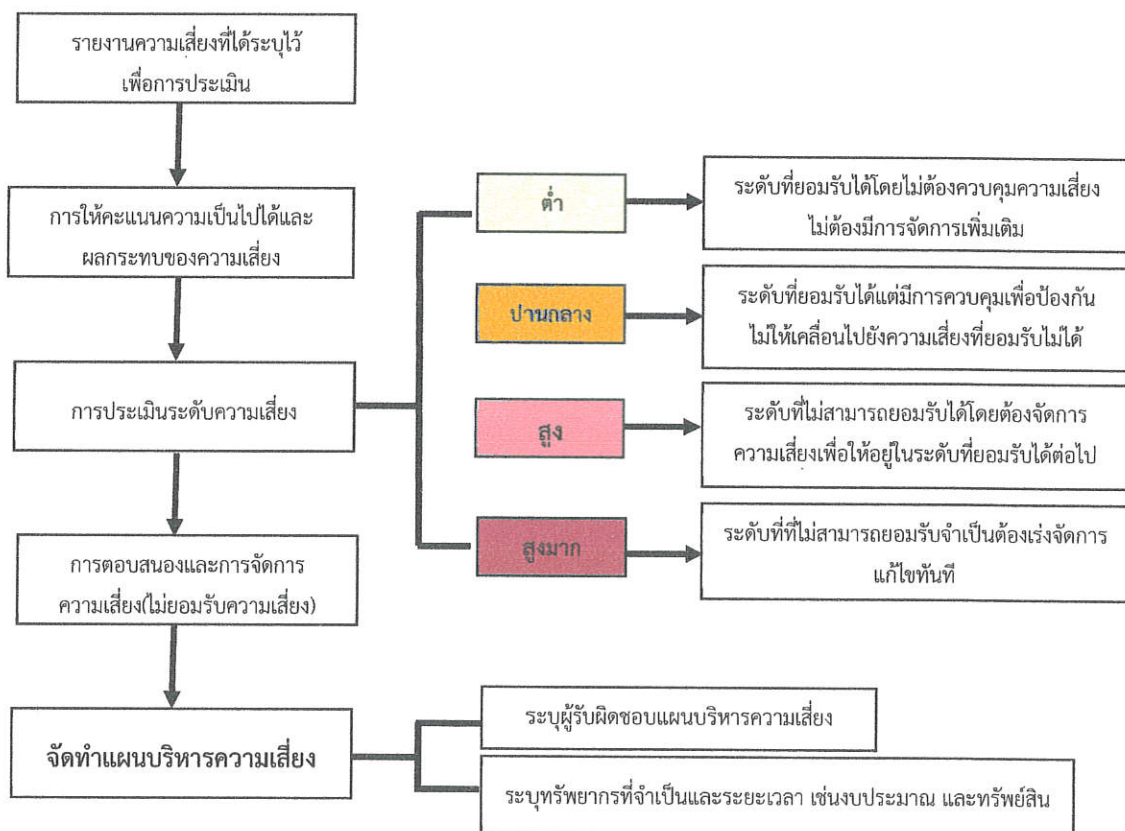 รายงานความเสี่ยงที่ได้ระบุไว้
เพื่อการประเมิน
การให้คะแนนความเป็นไปได้และ
ผลกระทบของความเสี่ยง
การประเมินระดับความเสี่ยง
ต่ำ
ระดับที่ยอมรับได้โดยไม่ต้องควบคุมความเสี่ยง
ไม่ต้องมีการจัดการเพิ่มเติม
ปานกลาง
ระดับที่ยอมรับได้แต่มีการควบคุมเพื่อป้องกัน
ไม่ให้เคลื่อนไปยังความเสี่ยงที่ยอมรับไม่ได้
สูง
ระดับที่ไม่สามารถยอมรับได้โดยต้องจัดการ
ความเสี่ยงเพื่อให้อยู่ในระดับที่ยอมรับได้ต่อไป
สูงมาก
ระดับที่ที่ไม่สามารถยอมรับจำเป็นต้องเร่งจัดการ
แก้ไขทันที
การตอบสนองและการจัดการ
ความเสี่ยง(ไม่ยอมรับความเสี่ยง)
จัดทำแผนบริหารความเสี่ยง
ระบุผู้รับผิดชอบแผนบริหารความเสี่ยง
ระบุทรัพยากรที่จำเป็นและระยะเวลา เช่นงบประมาณ และทรัพย์สิน